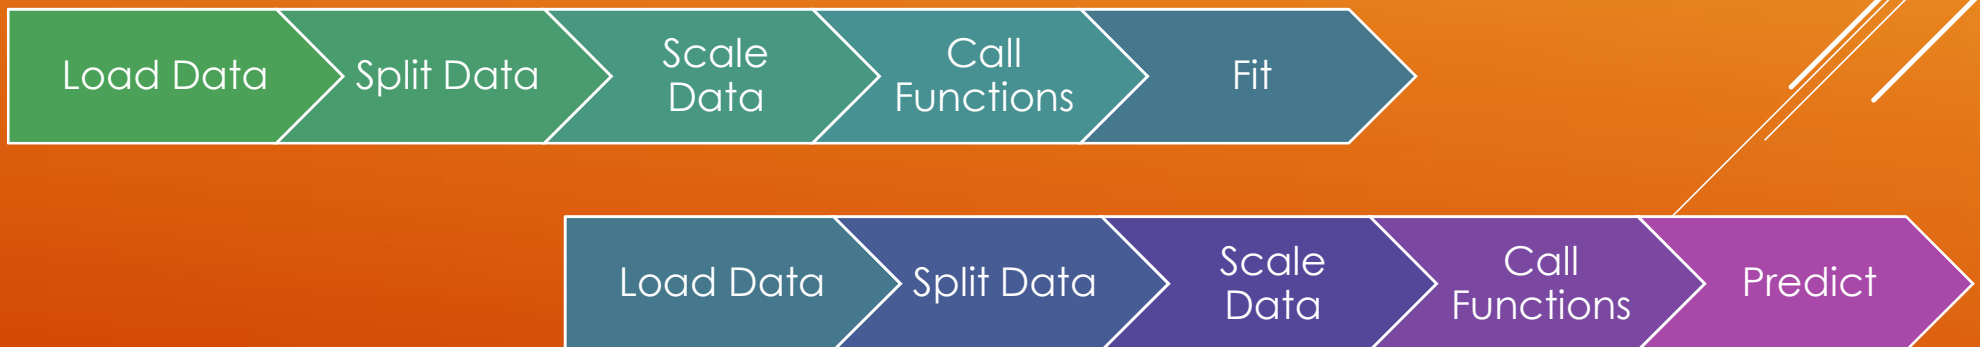 Load Data
Split Data
Scale
Data
Call
Functions
Fit
Load Data
Split Data
Scale
Data
Call
Functions
Predict